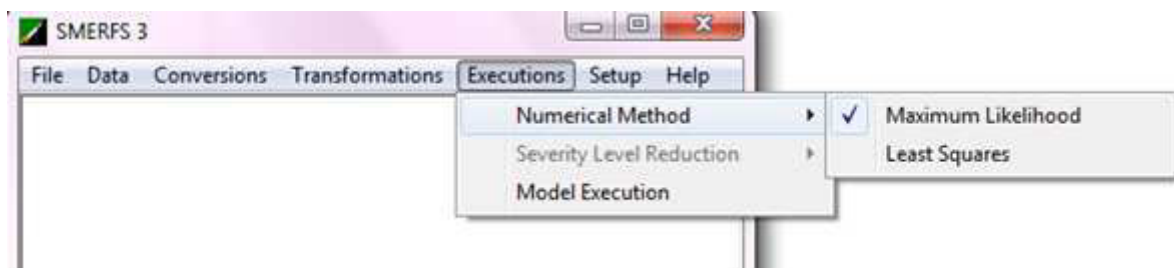 SMERFS 3
File Data Conversions Transformations Executions Setup Help
Numerical Method
Maximum Likelihood
Severity Level Reduction
Least Squares
Model Execution